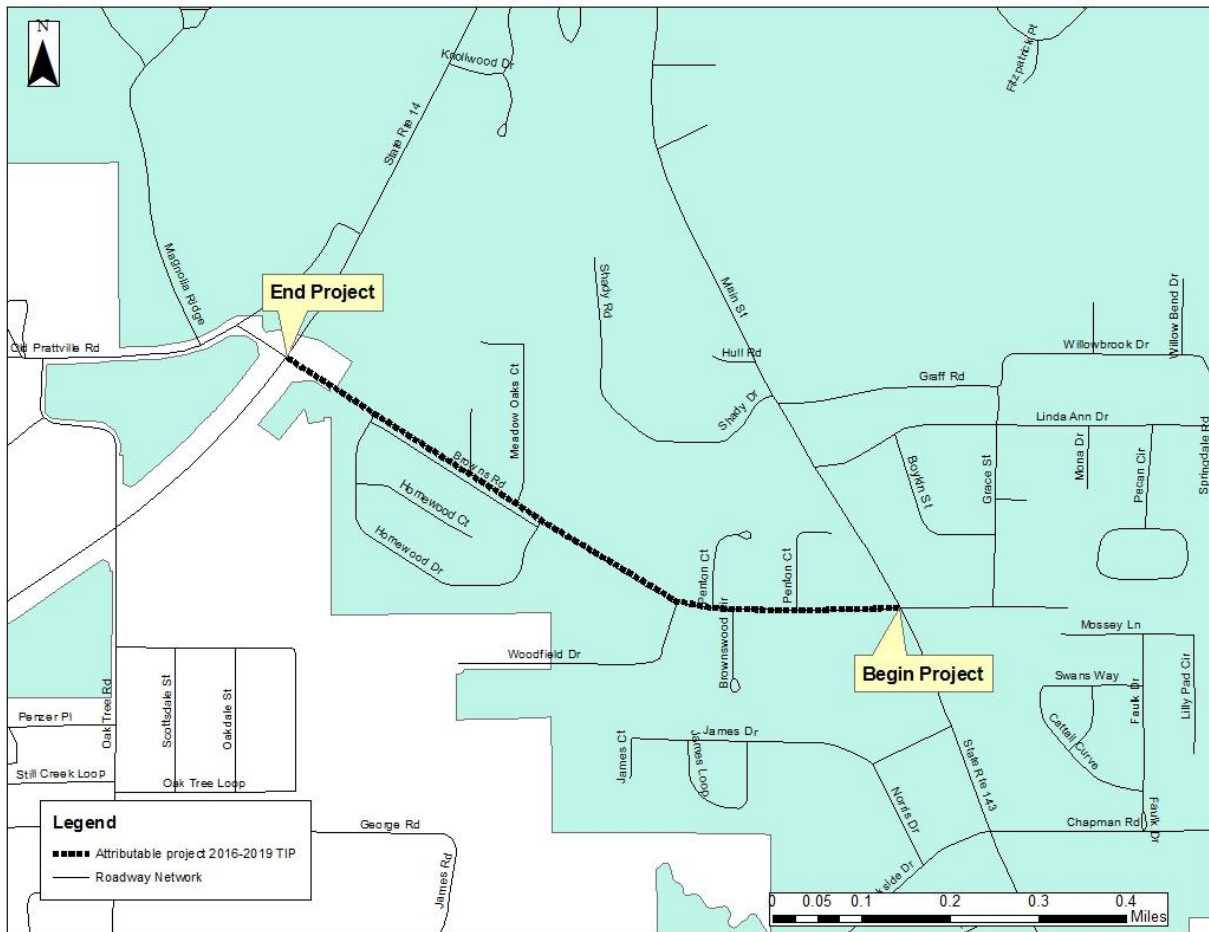 N
Knollwood Dr
Fitzpatrick Pt
State Rte 14
Magnolia Ridge
End Project
Shady Rd
Main St
Willow Bend Dr
Old Prattville Rd
Willowbrook Dr
Hull Rd
Graff Rd
Meadow Oaks Ct
Shady Dr
Linda Ann Dr
Browns Rd
Boykin St
Grace St
Mona Dr
Pecan Cir
Springdale Rd
Homewood Ct
Homewood Dr
Penton Ct
Penton Ct
Brownswood Cir
Mossey Ln
Woodfield Dr
Begin Project
Swans Way
Faulk Dr
Lilly Pad Cir
Cattail Curve
Oak Tree Rd
Scottsdale St
Oakdale St
Penzer Pl
James Dr
James Ct
James Loop
State Rte 143
Still Creek Loop
Oak Tree Loop
Norris Dr
Chapman Rd
Faulk Dr
George Rd
James Rd
kside Dr
Legend
Attributable project 2016-2019 TIP
Roadway Network
0 0.05 0.1 0.2 0.3 0.4
Miles